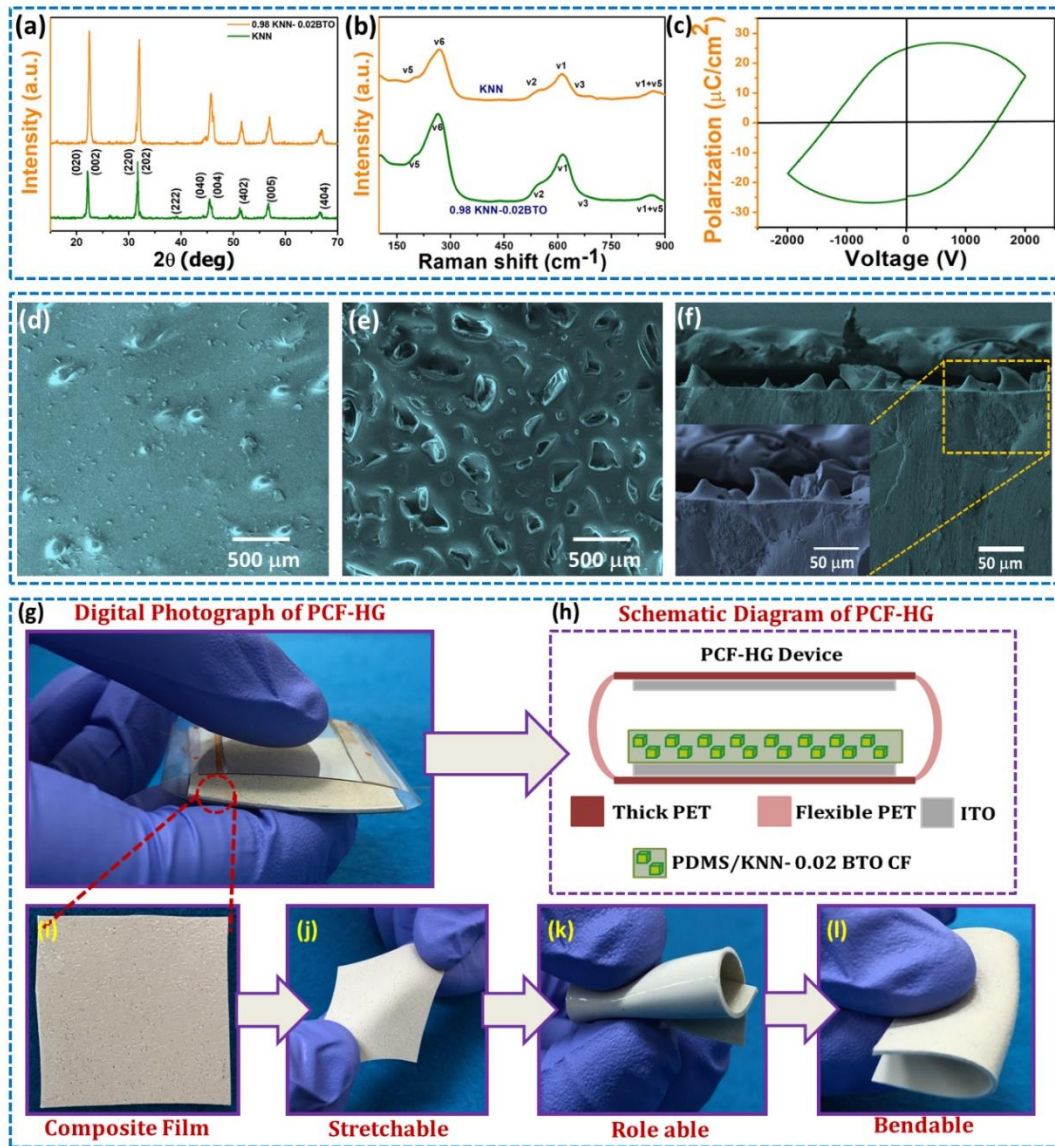 (a)
0.98 KNN- 0.02BTO
KNN
Intensity (a.u.)
(020)
(002)
(220)
(202)
(222)
(040)
(004)
(402)
(005)
(404)
20 30 40 50 60 70
2θ (deg)
(b)
Intensity (a.u.)
v5
v6
KNN
v2
v1
v3
v1+v5
v5
v6
0.98 KNN-0.02BTO
v2
v1
v3
v1+v5
100 300 500 700 900
Raman shift (cm-1)
(c)
Polarization (μC/cm2)
30
20
10
0
-10
-20
-30
-2000 -1000 0 1000 2000
Voltage (V)
(d)
500 μm
(e)
500 μm
(f)
50 μm
50 μm
(g)
Digital Photograph of PCF-HG
(h)
Schematic Diagram of PCF-HG
PCF-HG Device
Thick PET
Flexible PET
ITO
PDMS/KNN- 0.02 BTO CF
(i)
(j)
(k)
(l)
Composite Film
Stretchable
Role able
Bendable